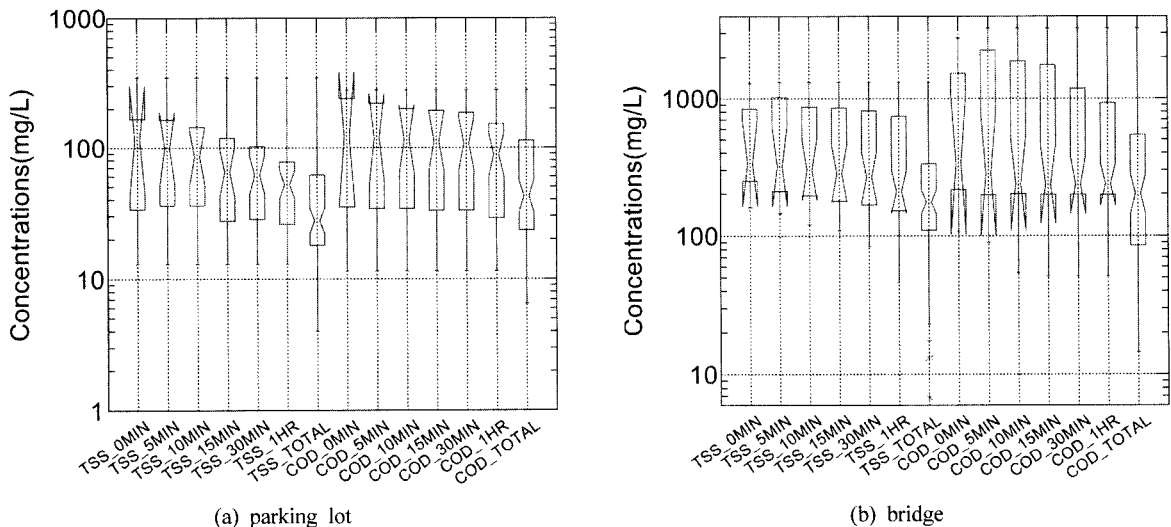 Concentrations(mg/L)
1000
100
10
1
TSS_0MIN
TSS_5MIN
TSS_10MIN
TSS_15MIN
TSS_30MIN
TSS_1HR
TSS_TOTAL
COD_0MIN
COD_5MIN
COD_10MIN
COD_15MIN
COD_30MIN
COD_1HR
COD_TOTAL
(a) parking lot
Concentrations(mg/L)
1000
100
10
TSS_0MIN
TSS_5MIN
TSS_10MIN
TSS_15MIN
TSS_30MIN
TSS_1HR
TSS_TOTAL
COD_0MIN
COD_5MIN
COD_10MIN
COD_15MIN
COD_30MIN
COD_1HR
COD_TOTAL
(b) bridge